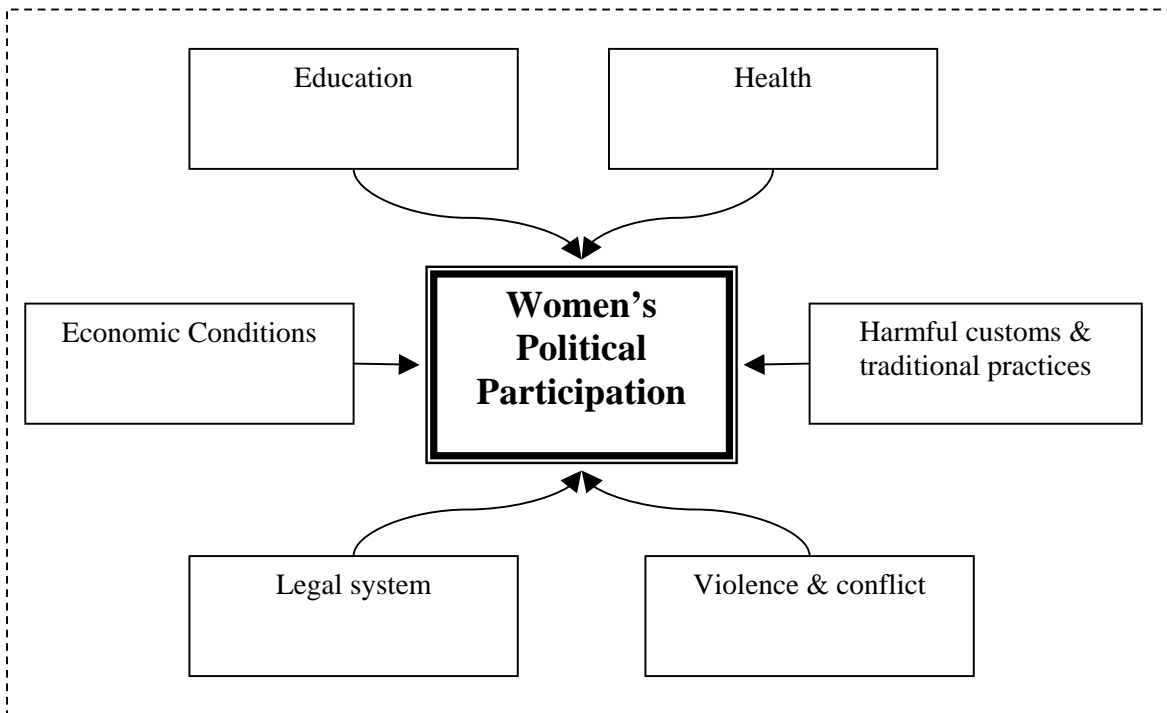 Education
Health
Women’s
Political
Participation
Economic Conditions
Harmful customs &
traditional practices
Legal system
Violence & conflict